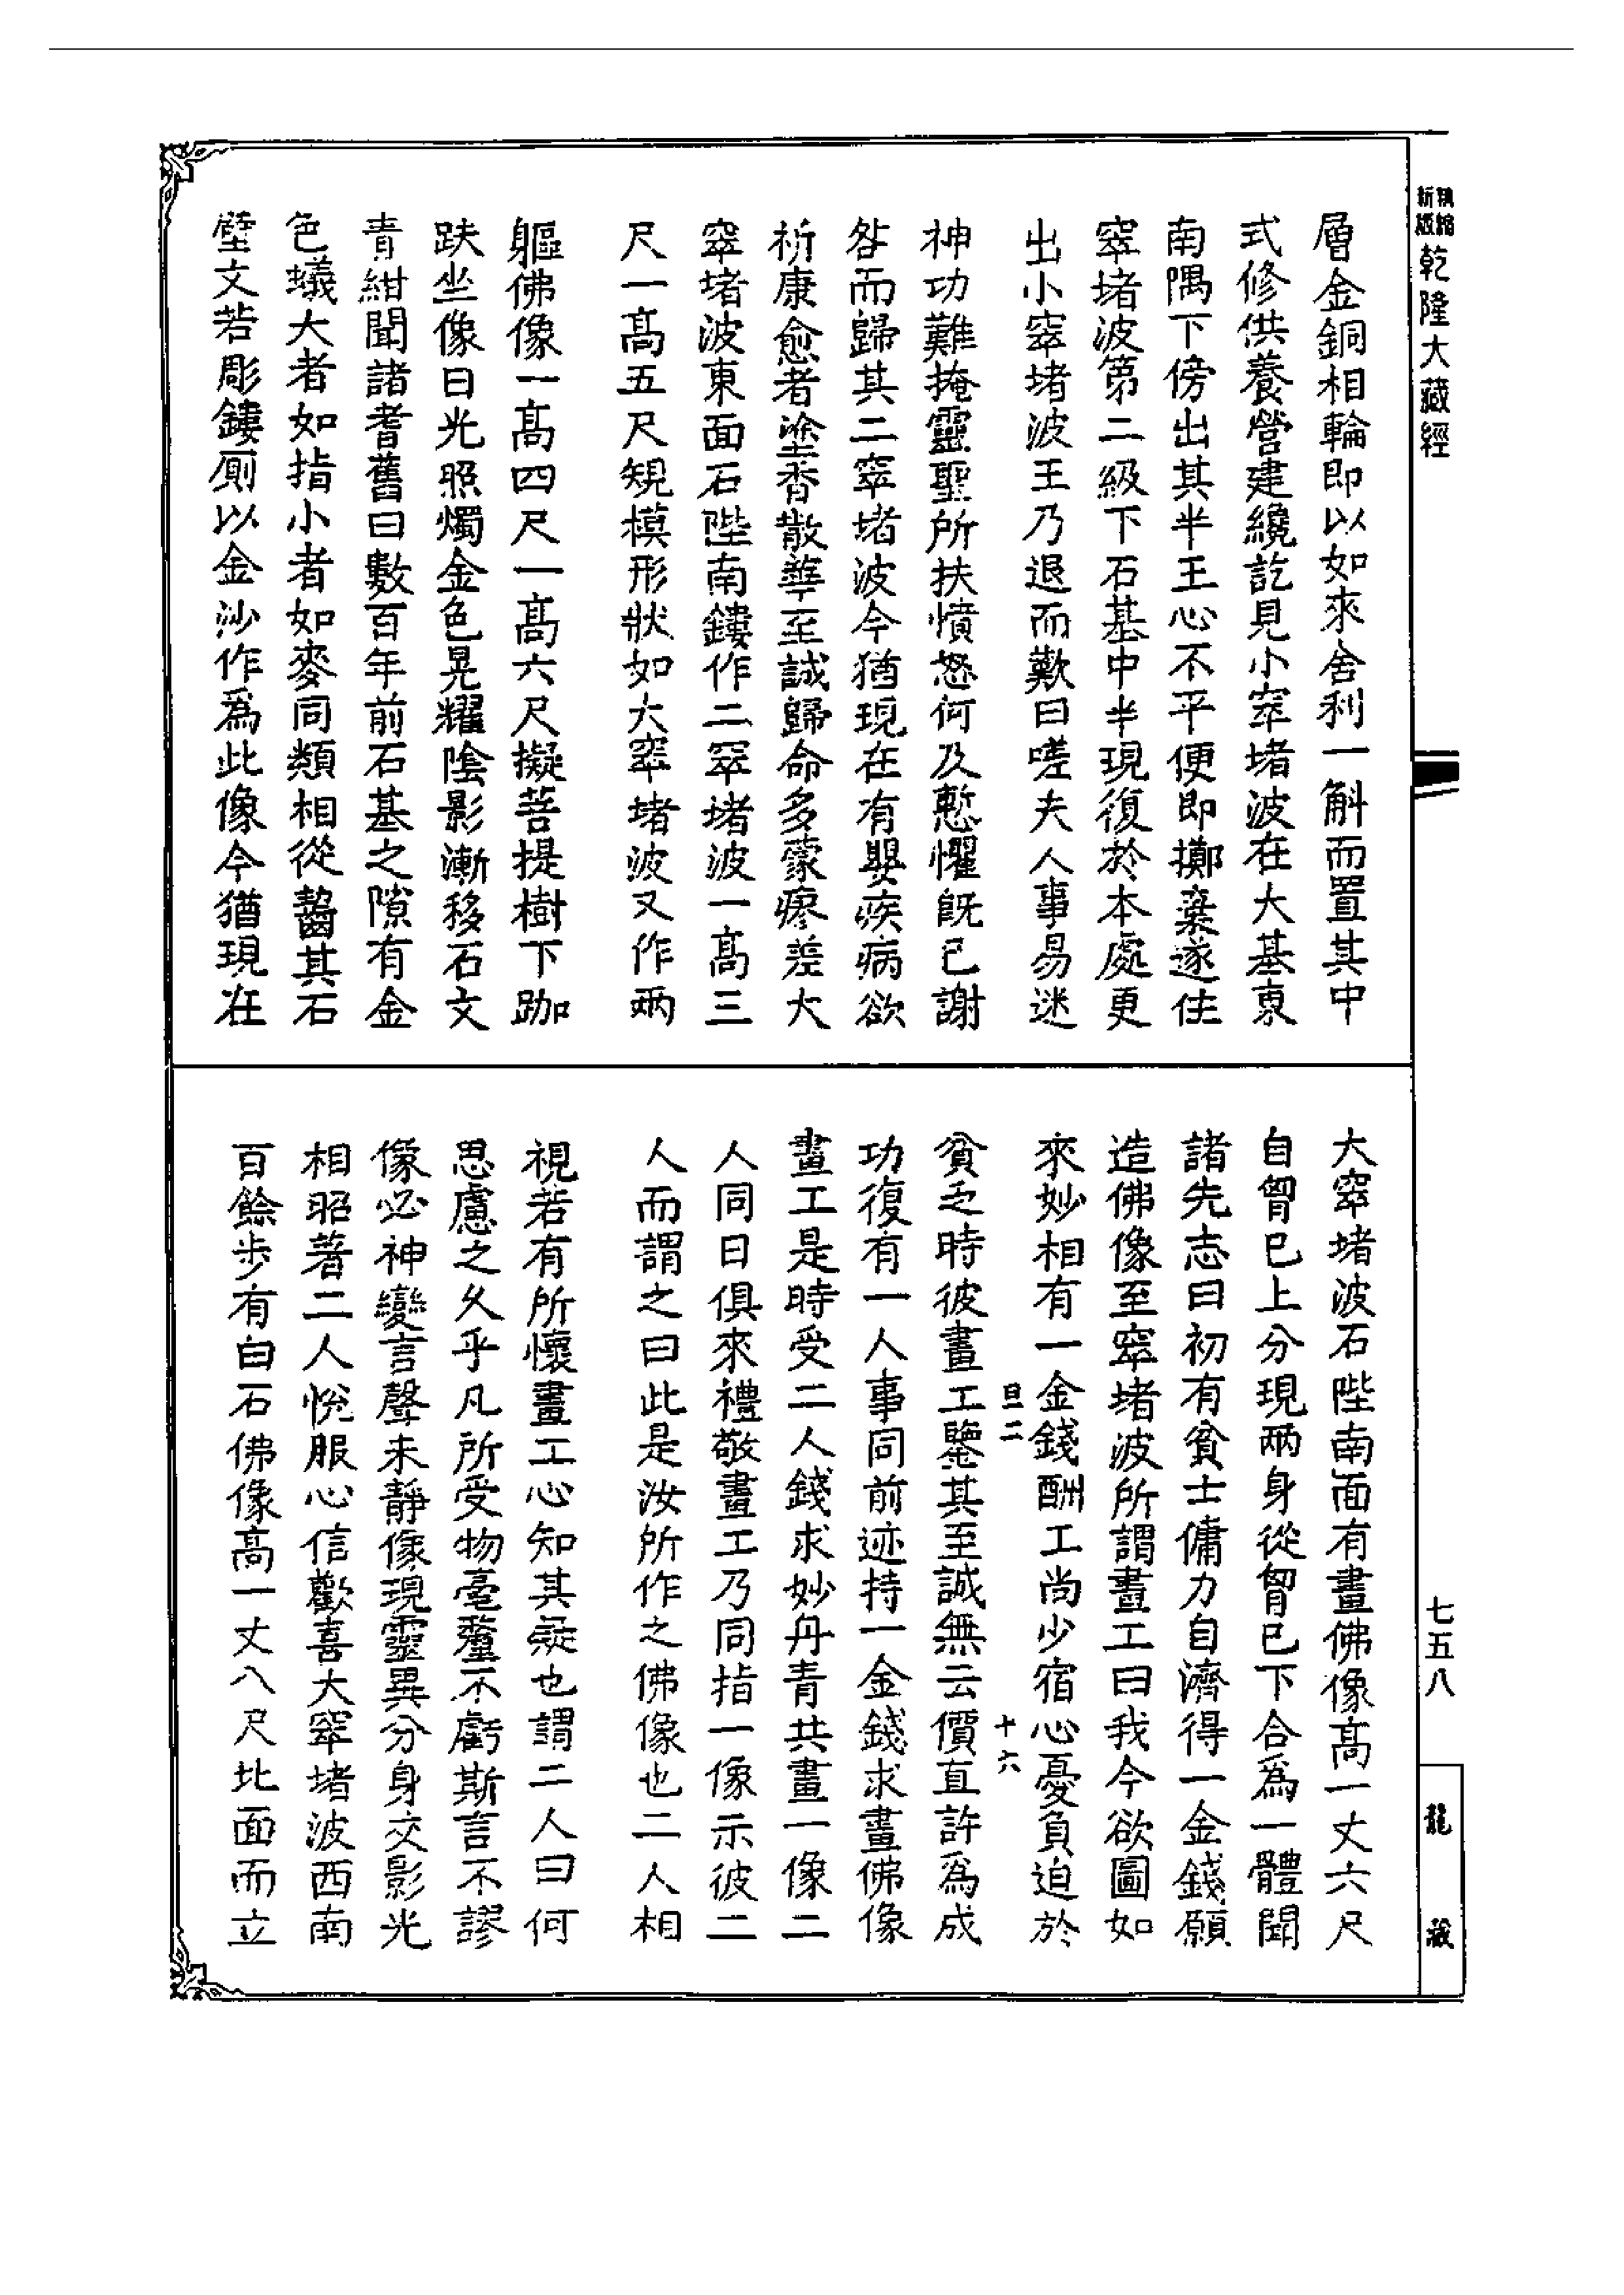 精縮新版乾隆大藏經
層金銅相輪即以如來舍利一斛而置其中
式修供養營建纔訖見小窣堵波在大基東
南隅下傍出其半王心不平便即擲棄遂住
窣堵波第二級下石基中半現復於本處更
出小窣堵波王乃退而歎曰嗟夫人事易迷
神功難掩靈聖所扶憤怒何及慙懼既已謝
咎而歸其二窣堵波今猶現在有嬰疾病欲
祈康愈者塗香散華至誠歸命多蒙瘳差大
窣堵波東面石陛南鏤作二窣堵波一高三
尺一高五尺規模形狀如大窣堵波又作兩
軀佛像一高四尺一高六尺擬菩提樹下跏
趺坐像日光照燭金色晃耀陰影漸移石文
青紺聞諸耆舊曰數百年前石基之隙有金
色蟻大者如指小者如麥同類相從齧其石
壁文若彫鏤厠以金沙作爲此像今猶現在
大窣堵波石陛南面有畫佛像高一丈六尺
自胷已上分現兩身從胷已下合爲一體聞
諸先志曰初有貧士傭力自濟得一金錢願
造佛像至窣堵波所謂畫工曰我今欲圖如
來妙相有一金錢酬工尚少宿心憂負迫於
旦二 十六
貧乏時彼畫工鑒其至誠無云價直許爲成
功復有一人事同前迹持一金錢求畫佛像
畫工是時受二人錢求妙丹青共畫一像二
人同日俱來禮敬畫工乃同指一像示彼二
人而謂之曰此是汝所作之佛像也二人相
視若有所懷畫工心知其疑也謂二人曰何
思慮之久乎凡所受物毫釐不虧斯言不謬
像必神變言聲未靜像現靈異分身交影光
相昭著二人悅服心信歡喜大窣堵波西南
百餘步有白石佛像高一丈八尺北面而立
七五八
龍藏